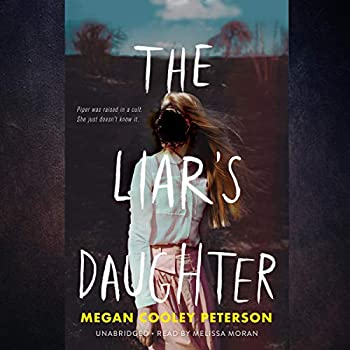 THE
Piper was raised in a cult.
She just doesn't know it.
LIAR'S
DAUGHTER
MEGAN COOLEY PETERSON
UNABRIDGED • READ BY MELISSA MORAN